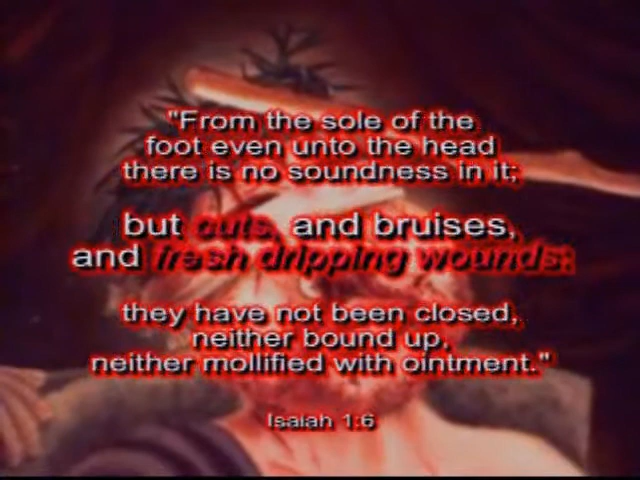 "From the sole of the
foot even unto the head
there is no soundness in it;
but cuts, and bruises,
and fresh dripping wounds:
they have not been closed,
neither bound up,
neither mollified with ointment."
Isaiah 1:6